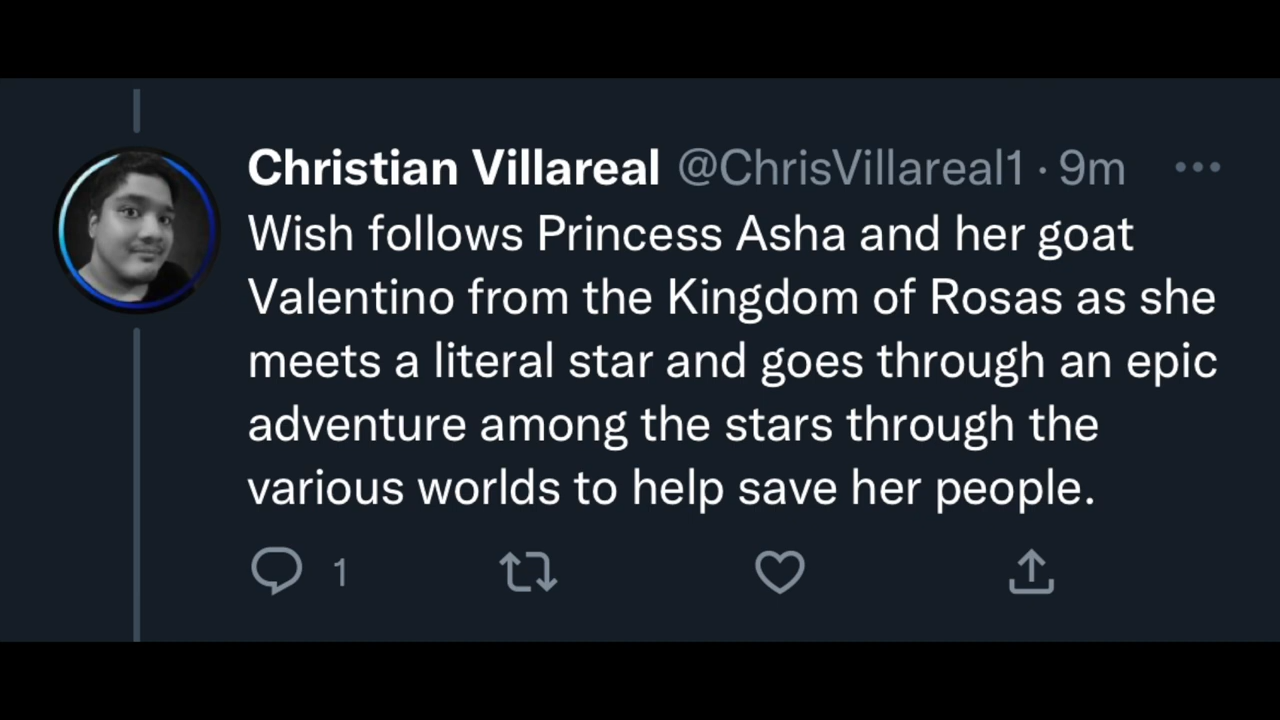 Christian Villareal @ChrisVillareal1 · 9m
Wish follows Princess Asha and her goat
Valentino from the Kingdom of Rosas as she
meets a literal star and goes through an epic
adventure among the stars through the
various worlds to help save her people.
1